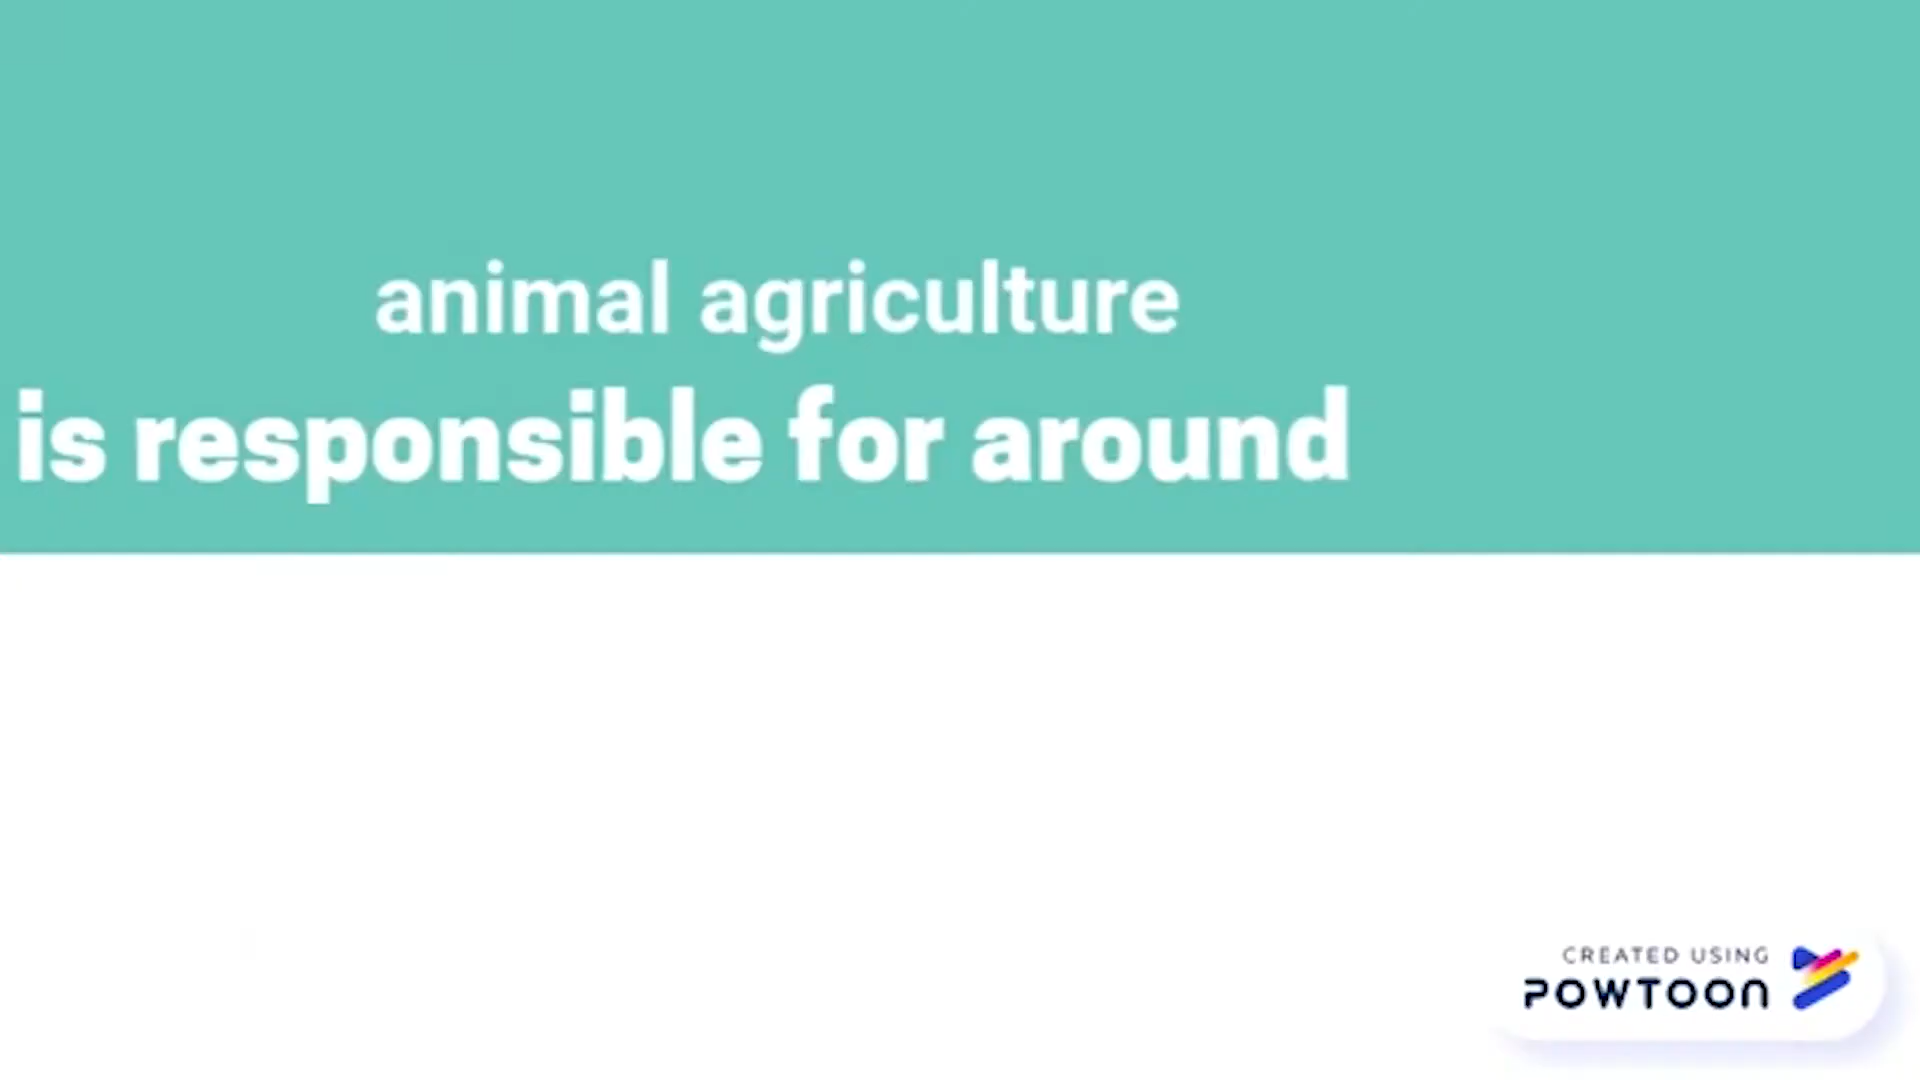 animal agriculture
is responsible for around
CREATED USING
POWTOON